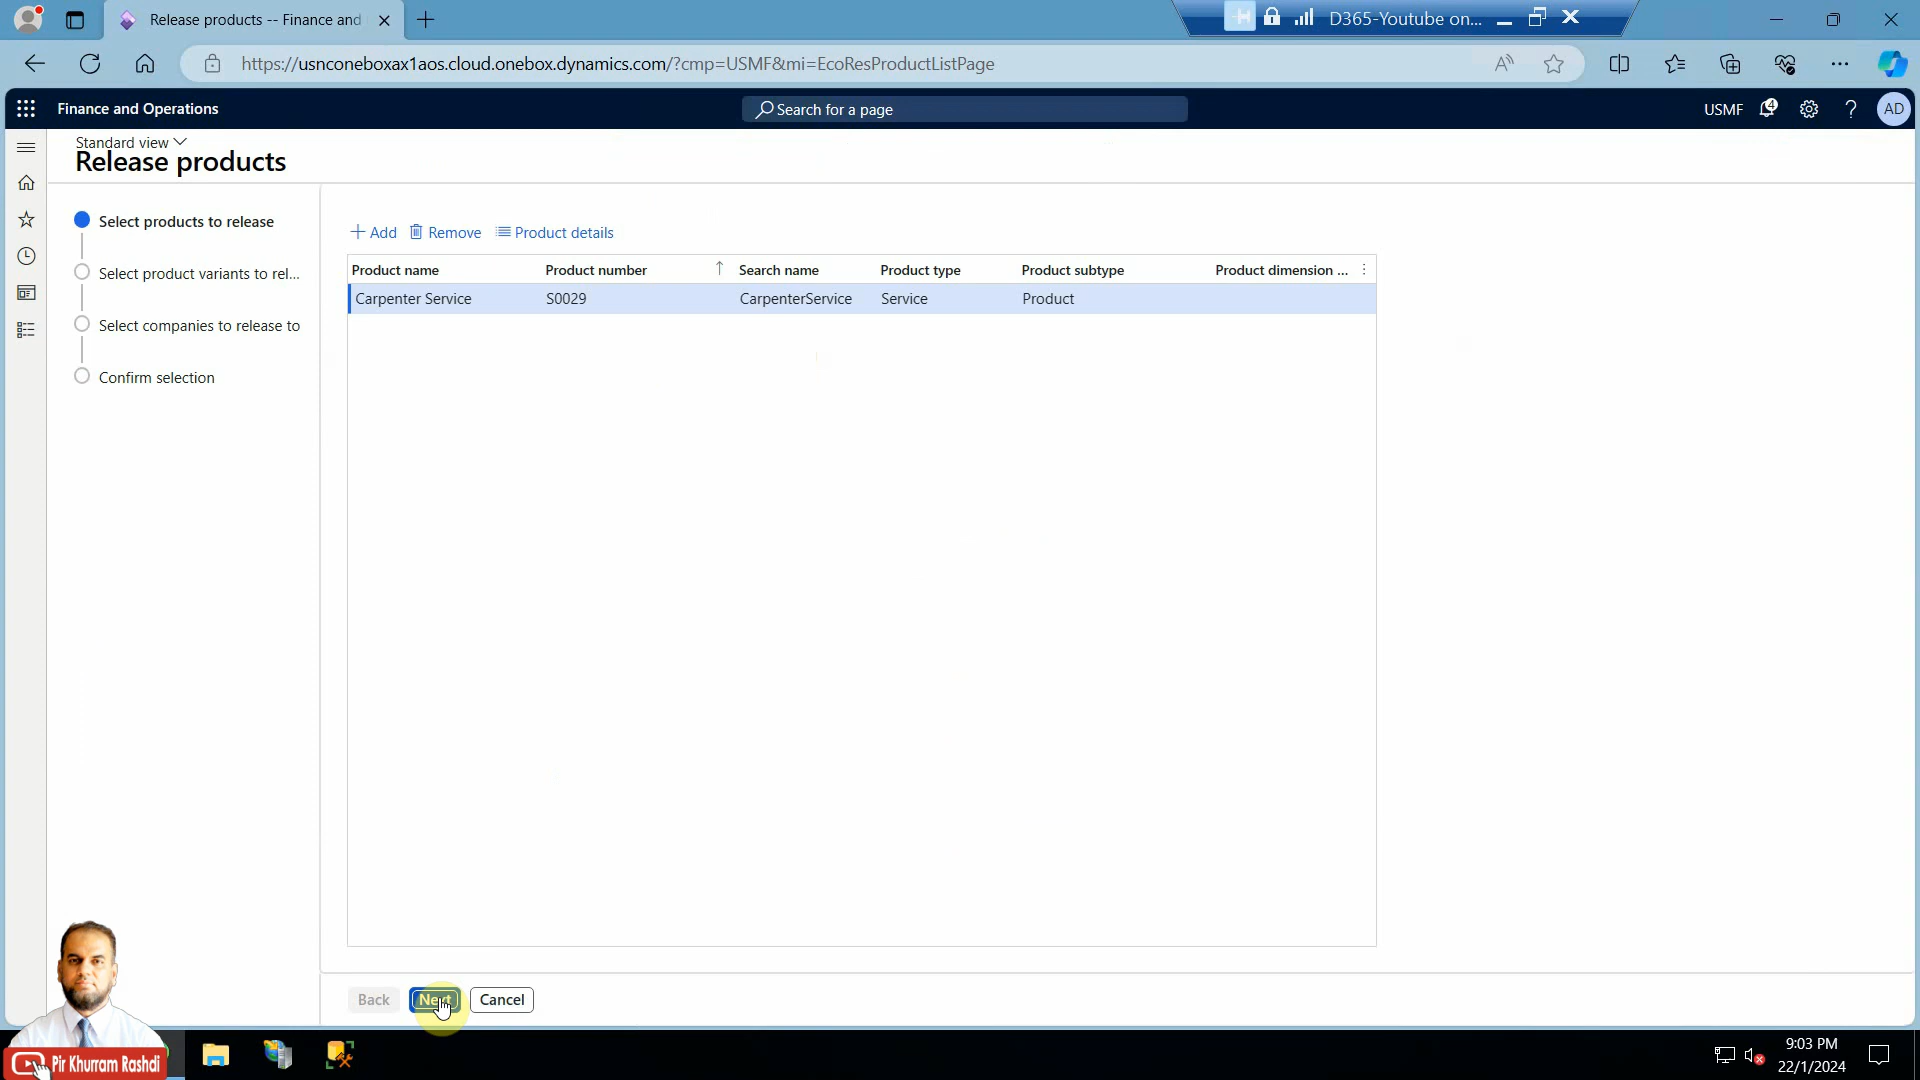 Release products -- Finance and
D365-Youtube on...
https://usnconeboxax1aos.cloud.onebox.dynamics.com/?cmp=USMF&mi=EcoResProductListPage
Finance and Operations
Search for a page
USMF
4
?
AD
Standard view
Release products
Select products to release
Select product variants to rel...
Select companies to release to
Confirm selection
Add Remove Product details
Product name Product number Search name Product type Product subtype Product dimension ...
Carpenter Service S0029 CarpenterService Service Product
Back Next Cancel
Pir Khurram Rashdi
9:03 PM
22/1/2024